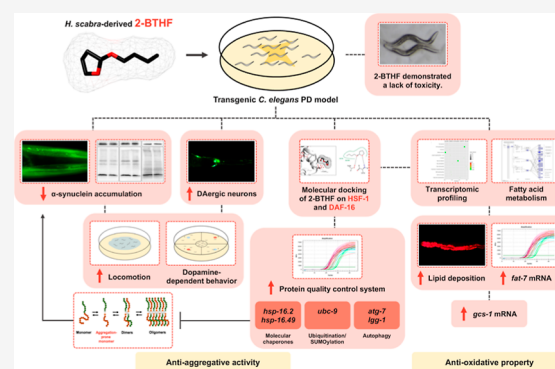 H. scabra-derived 2-BTHF
Transgenic C. elegans PD model
2-BTHF demonstrated
a lack of toxicity.
α-synuclein accumulation
DAergic neurons
Molecular docking
of 2-BTHF on HSF-1
and DAF-16
Transcriptomic
profiling
Fatty acid
metabolism
Locomotion
Dopamine-
dependent behavior
Protein quality control system
Lipid deposition
fat-7 mRNA
hsp-16.2
hsp-16.49
ubc-9
atg-7
lgg-1
Molecular
chaperones
Ubiquitination/
SUMOylation
Autophagy
gcs-1 mRNA
Monomer
Aggregation-
prone
monomer
Dimers
Oligomers
Anti-aggregative activity
Anti-oxidative property